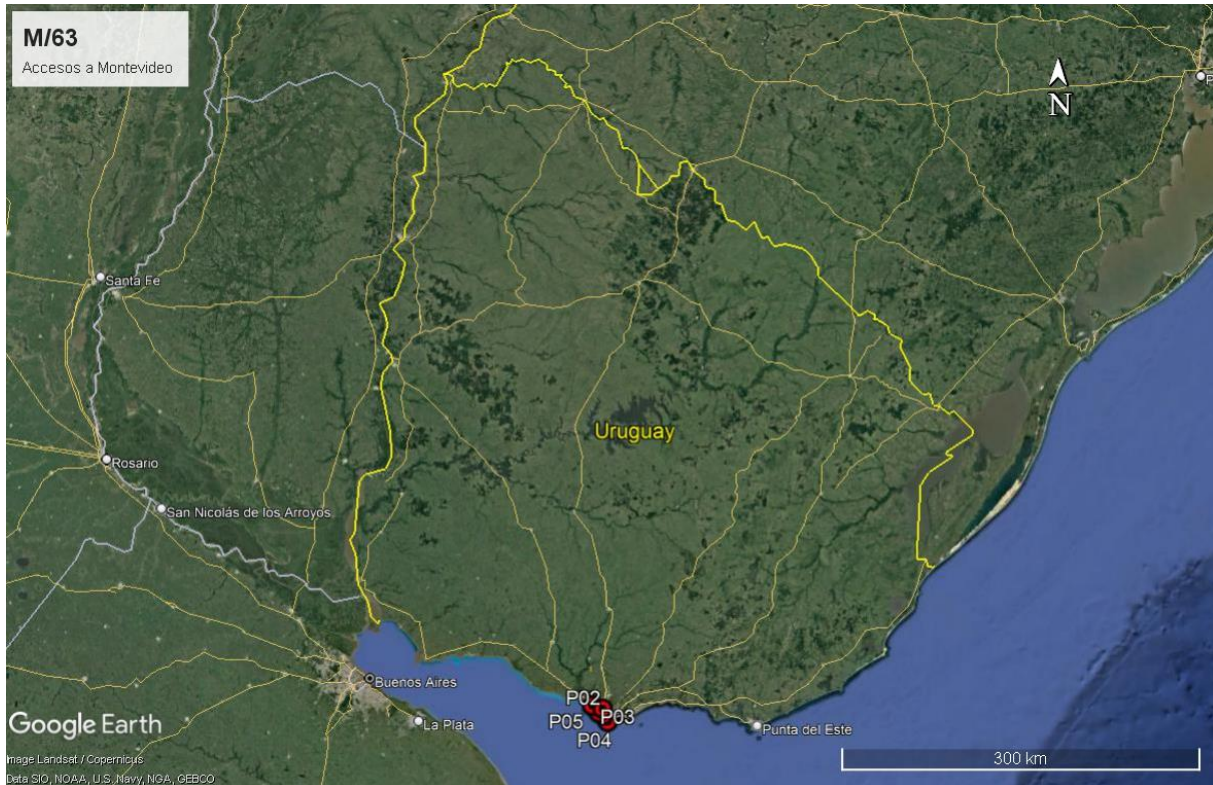 M/63
Accesos a Montevideo
N
P
Santa Fe
Uruguay
Rosario
San Nicolás de los Arroyos
Buenos Aires
La Plata
P02
P03
P05
P04
Punta del Este
Google Earth
300 km
Image Landsat / Copernicus
Data SIO, NOAA, U.S. Navy, NGA, GEBCO